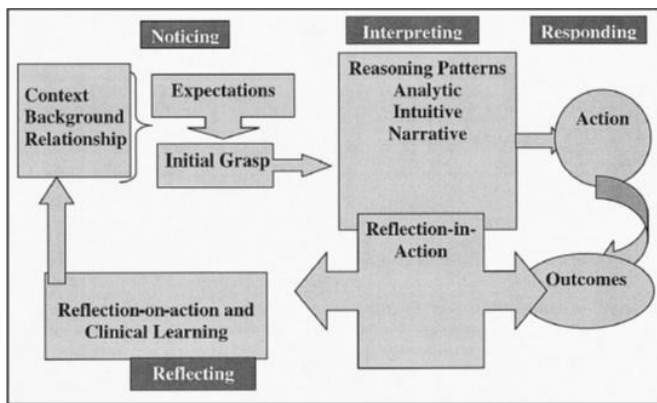 Noticing
Interpreting
Responding
Context
Background
Relationship
Expectations
Initial Grasp
Reasoning Patterns
Analytic
Intuitive
Narrative
Action
Reflection-in-
Action
Outcomes
Reflection-on-action and
Clinical Learning
Reflecting